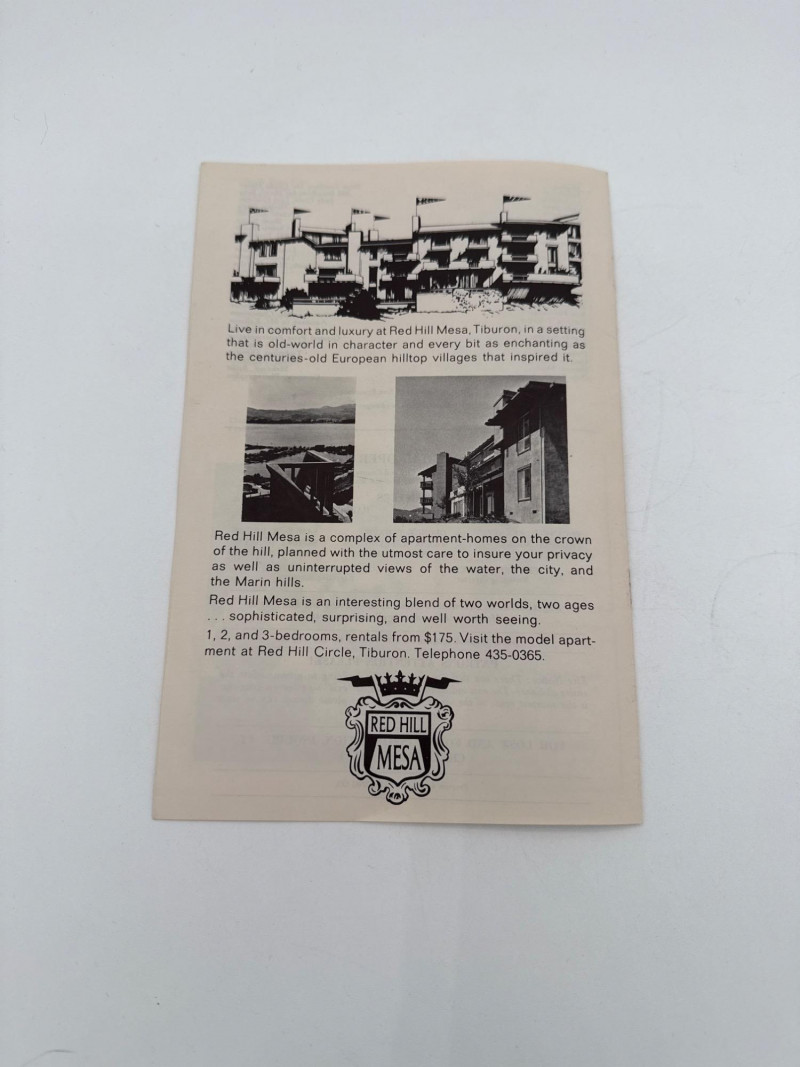 Live in comfort and luxury at Red Hill Mesa, Tiburon, in a setting
that is old-world in character and every bit as enchanting as
the centuries-old European hilltop villages that inspired it.
Red Hill Mesa is a complex of apartment-homes on the crown
of the hill, planned with the utmost care to insure your privacy
as well as uninterrupted views of the water, the city, and
the Marin hills.
Red Hill Mesa is an interesting blend of two worlds, two ages
. . . sophisticated, surprising, and well worth seeing.
1, 2, and 3-bedrooms, rentals from $175. Visit the model apart-
ment at Red Hill Circle, Tiburon. Telephone 435-0365.
RED HILL
MESA